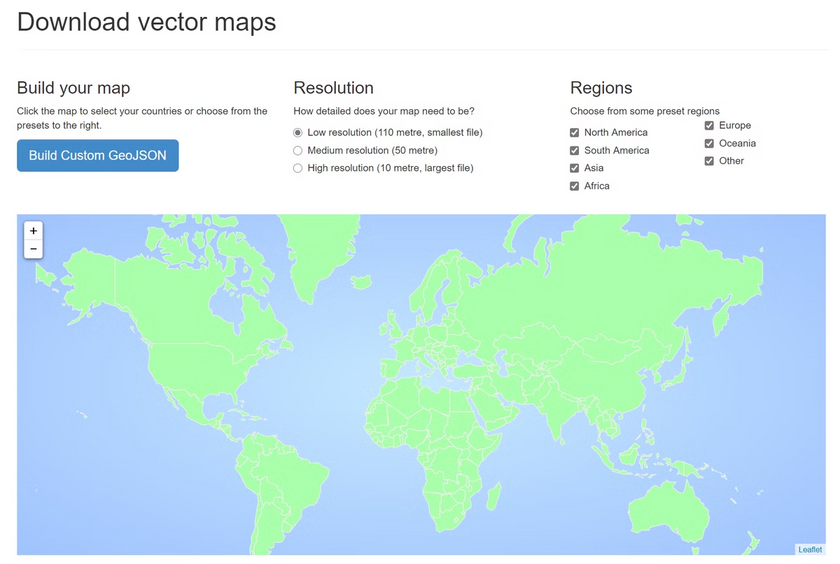 Download vector maps
Build your map
Click the map to select your countries or choose from the
presets to the right.
Build Custom GeoJSON
Resolution
How detailed does your map need to be?
Low resolution (110 metre, smallest file)
Medium resolution (50 metre)
High resolution (10 metre, largest file)
Regions
Choose from some preset regions
North America
South America
Asia
Africa
Europe
Oceania
Other
+
−
Leaflet